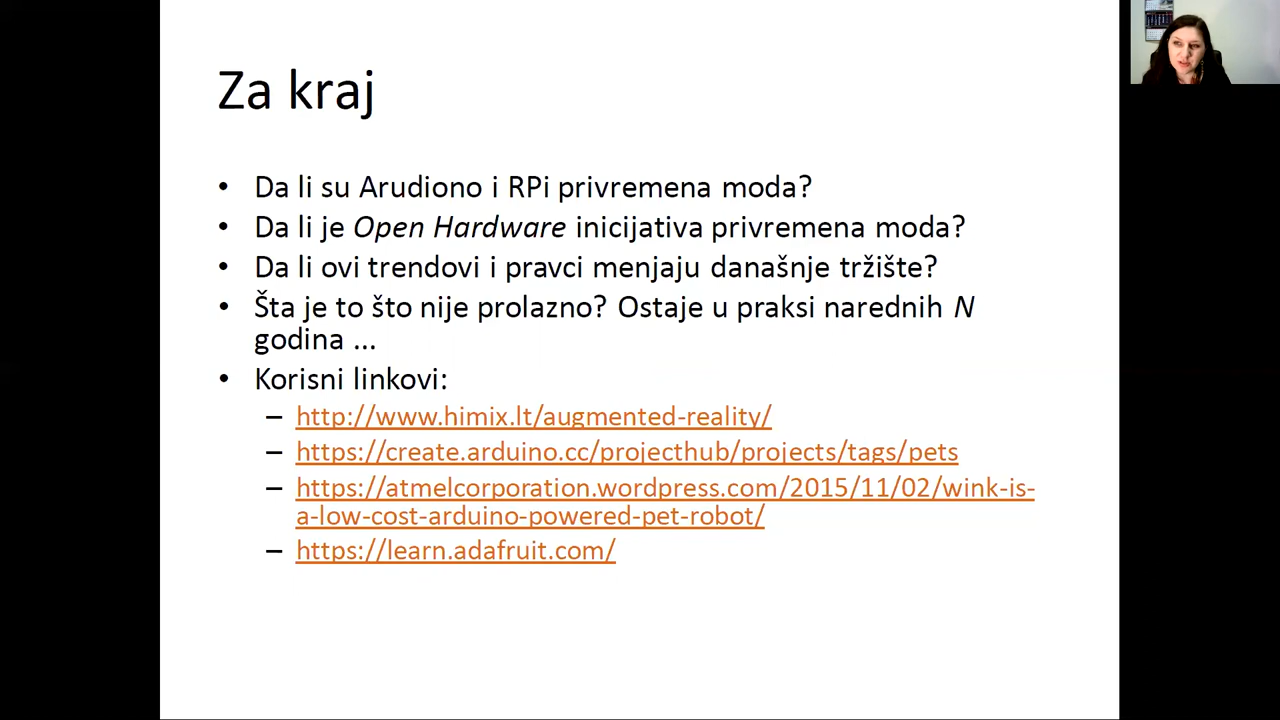 Za kraj
• Da li su Arudiono i RPi privremena moda?
• Da li je Open Hardware inicijativa privremena moda?
• Da li ovi trendovi i pravci menjaju današnje tržište?
• Šta je to što nije prolazno? Ostaje u praksi narednih N
godina ...
• Korisni linkovi:
– http://www.himix.lt/augmented-reality/
– https://create.arduino.cc/projecthub/projects/tags/pets
– https://atmelcorporation.wordpress.com/2015/11/02/wink-is-
a-low-cost-arduino-powered-pet-robot/
– https://learn.adafruit.com/